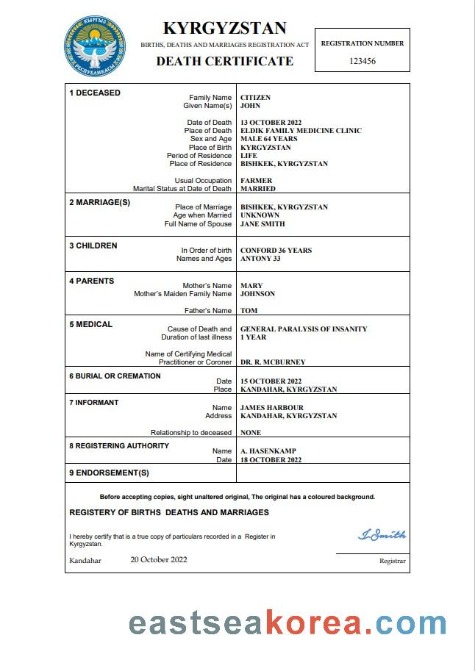 КЫРГЫЗ
РЕСПУБЛИКАСЫ
KYRGYZSTAN
BIRTHS, DEATHS AND MARRIAGES REGISTRATION ACT
DEATH CERTIFICATE
REGISTRATION NUMBER
123456
1 DECEASED
Family Name CITIZEN
Given Name(s) JOHN
Date of Death 13 OCTOBER 2022
Place of Death ELDIK FAMILY MEDICINE CLINIC
Sex and Age MALE 64 YEARS
Place of Birth KYRGYZSTAN
Period of Residence LIFE
Place of Residence BISHKEK, KYRGYZSTAN
Usual Occupation FARMER
Marital Status at Date of Death MARRIED
2 MARRIAGE(S)
Place of Marriage BISHKEK, KYRGYZSTAN
Age when Married UNKNOWN
Full Name of Spouse JANE SMITH
3 CHILDREN
In Order of birth CONFORD 36 YEARS
Names and Ages ANTONY 33
4 PARENTS
Mother's Name MARY
Mother's Maiden Family Name JOHNSON
Father's Name TOM
5 MEDICAL
Cause of Death and GENERAL PARALYSIS OF INSANITY
Duration of last illness 1 YEAR
Name of Certifying Medical
Practitioner or Coroner DR. R. MCBURNEY
6 BURIAL OR CREMATION
Date 15 OCTOBER 2022
Place KANDAHAR, KYRGYZSTAN
7 INFORMANT
Name JAMES HARBOUR
Address KANDAHAR, KYRGYZSTAN
Relationship to deceased NONE
8 REGISTERING AUTHORITY
Name A. HASENKAMP
Date 18 OCTOBER 2022
9 ENDORSEMENT(S)
Before accepting copies, sight unaltered original, The original has a coloured background.
REGISTERY OF BIRTHS DEATHS AND MARRIAGES
I hereby certify that is a true copy of particulars recorded in a Register in
Kyrgyzstan.
J.Smith
Kandahar 20 October 2022 Registrar
eastseakorea.com